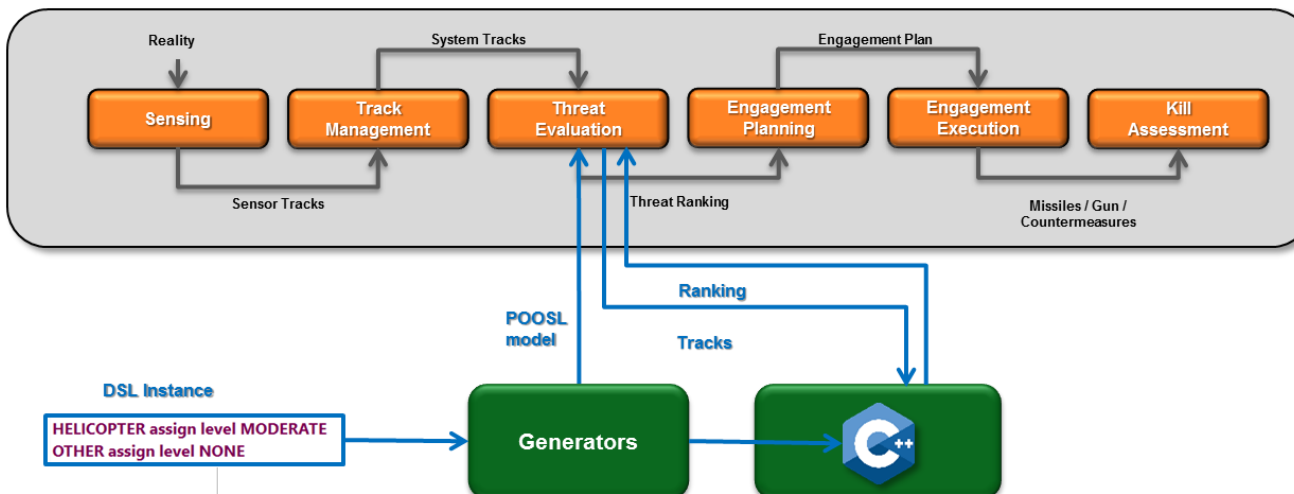 Reality
System Tracks
Engagement Plan
Sensing
Track
Management
Threat
Evaluation
Engagement
Planning
Engagement
Execution
Kill
Assessment
Sensor Tracks
Threat Ranking
Missiles / Gun /
Countermeasures
Ranking
POOSL
model
Tracks
DSL Instance
HELICOPTER assign level MODERATE
OTHER assign level NONE
Generators
C++